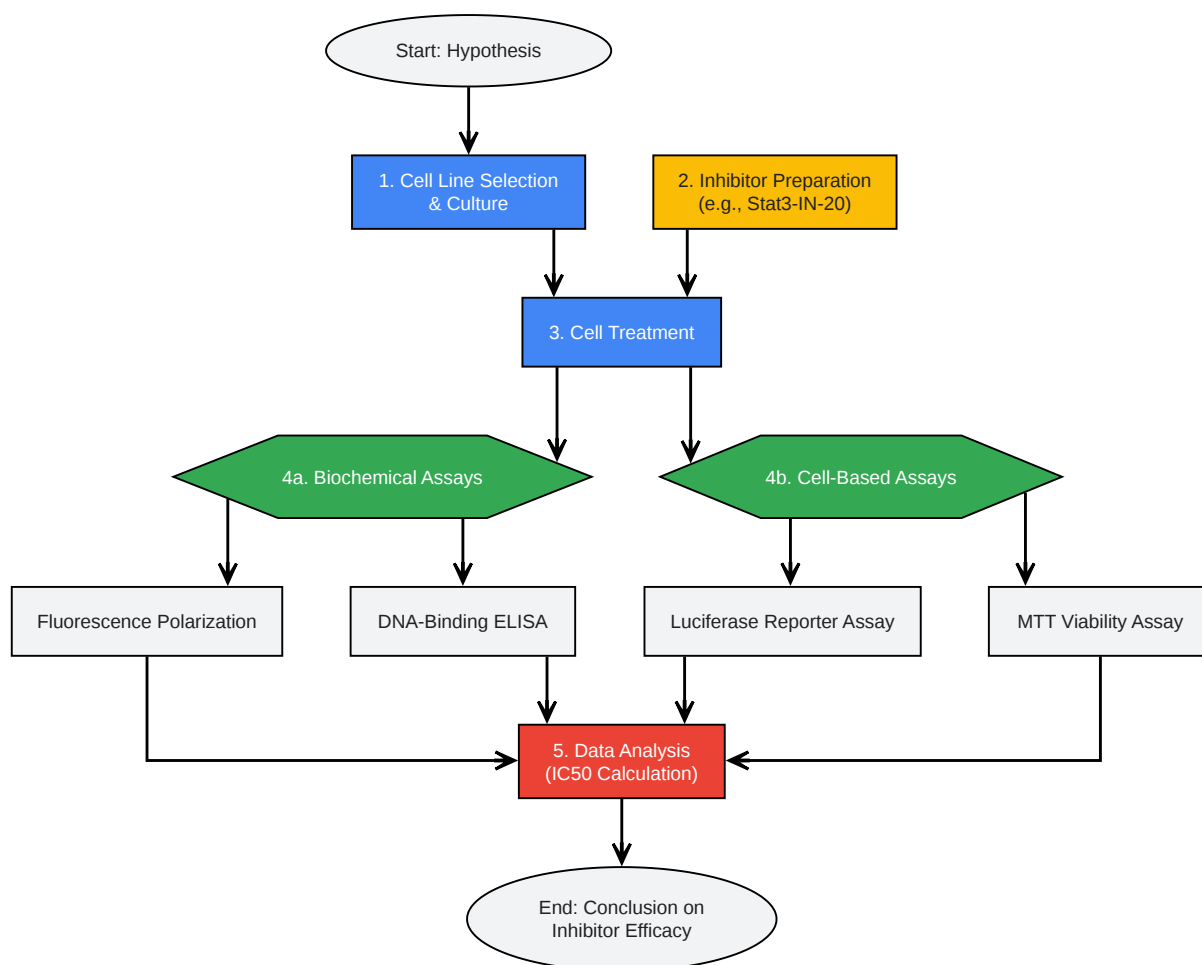 Start: Hypothesis
1. Cell Line Selection
& Culture
2. Inhibitor Preparation
(e.g., Stat3-IN-20)
3. Cell Treatment
4a. Biochemical Assays
4b. Cell-Based Assays
Fluorescence Polarization
DNA-Binding ELISA
Luciferase Reporter Assay
MTT Viability Assay
5. Data Analysis
(IC50 Calculation)
End: Conclusion on
Inhibitor Efficacy